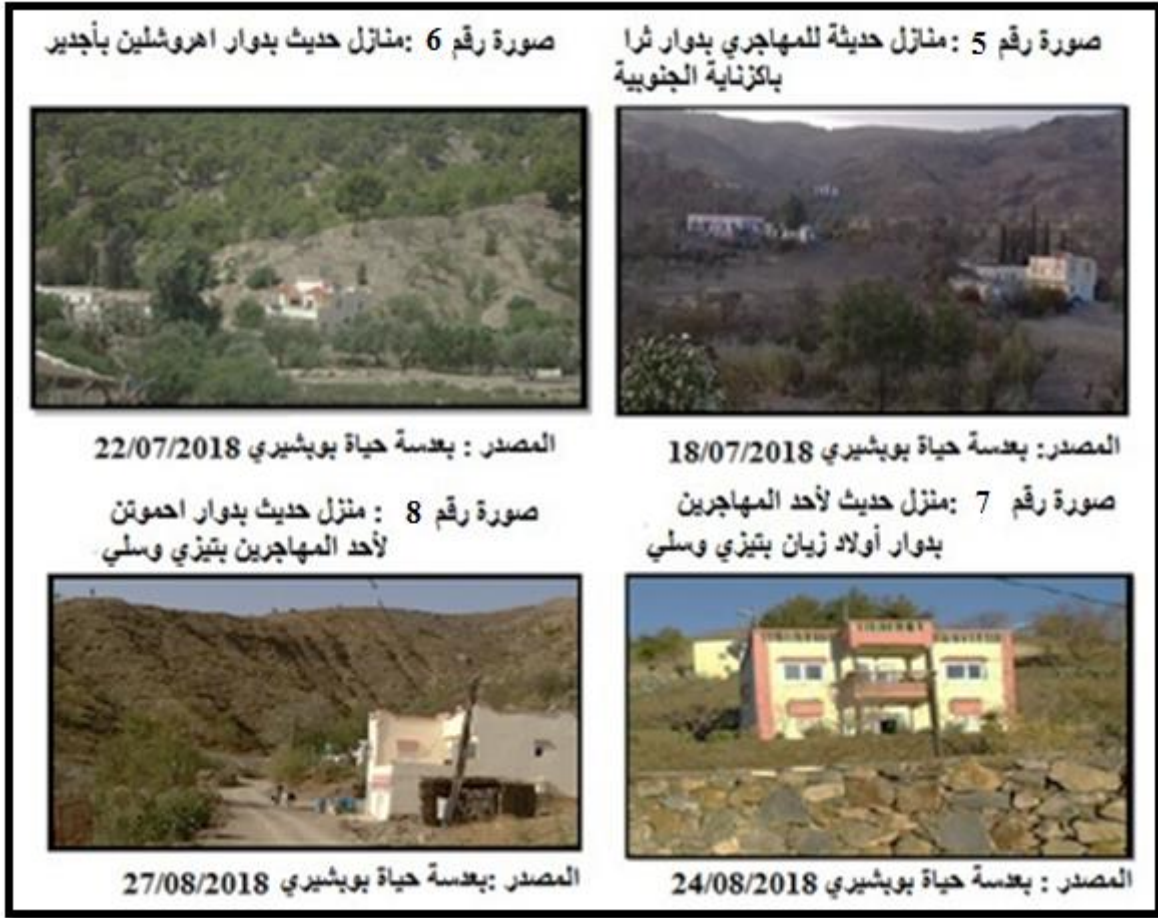 صورة رقم 5 :منازل حديثة للمهاجري بدوار ثرا
باكزناية الجنوبية
صورة رقم 6 :منازل حديث بدوار اهروشلين بأجدير
المصدر: بعدسة حياة بوبشيري 18/07/2018
المصدر : بعدسة حياة بوبشيري 22/07/2018
صورة رقم 7 :منزل حديث لأحد المهاجرين
بدوار أولاد زيان بتيزي وسلي
صورة رقم 8 : منزل حديث بدوار احموتن
لأحد المهاجرين بتيزي وسلي
المصدر : بعدسة حياة بوبشيري 24/08/2018
المصدر :بعدسة حياة بوبشيري 27/08/2018